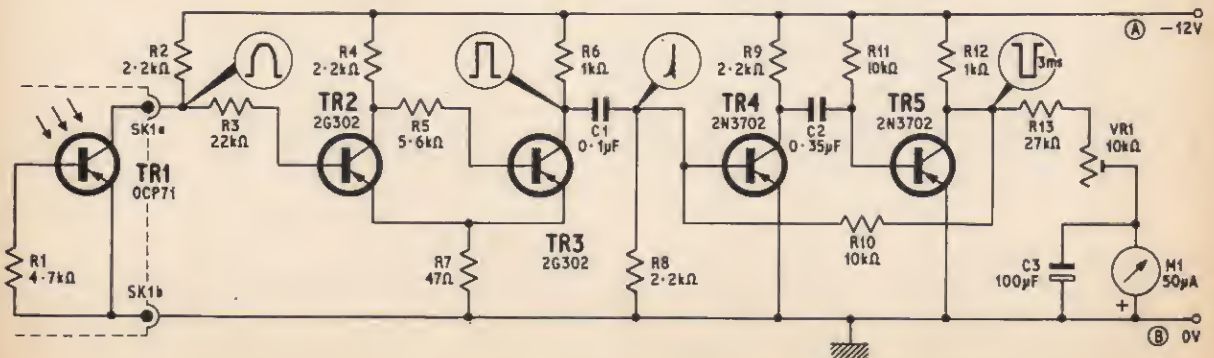 A −12V
R2
2·2kΩ
R4
2·2kΩ
R6
1kΩ
R9
2·2kΩ
R11
10kΩ
R12
1kΩ
3ms
SK1a
R3
22kΩ
TR2
2G302
R5
5·6kΩ
C1
0·1μF
TR4
2N3702
C2
0·35μF
TR5
2N3702
R13
27kΩ
VR1
10kΩ
TR1
OCP71
TR3
2G302
R10
10kΩ
R1
4·7kΩ
R7
47Ω
R8
2·2kΩ
C3
100μF
M1
50μA
+
SK1b
B 0V